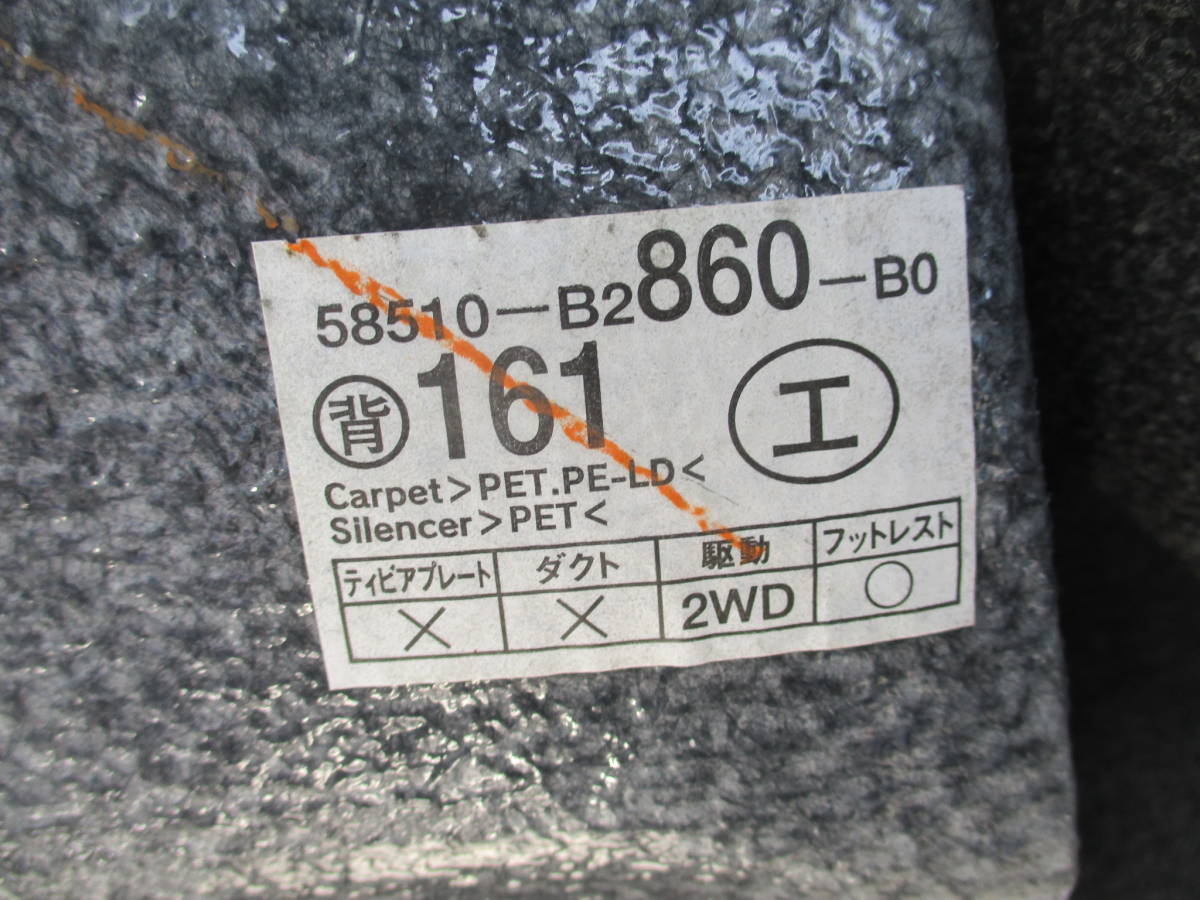 58510-B2860-B0
背 161 エ
Carpet>PET.PE-LD<
Silencer>PET<
ティビアプレート ダクト 駆動 フットレスト
× × 2WD ○